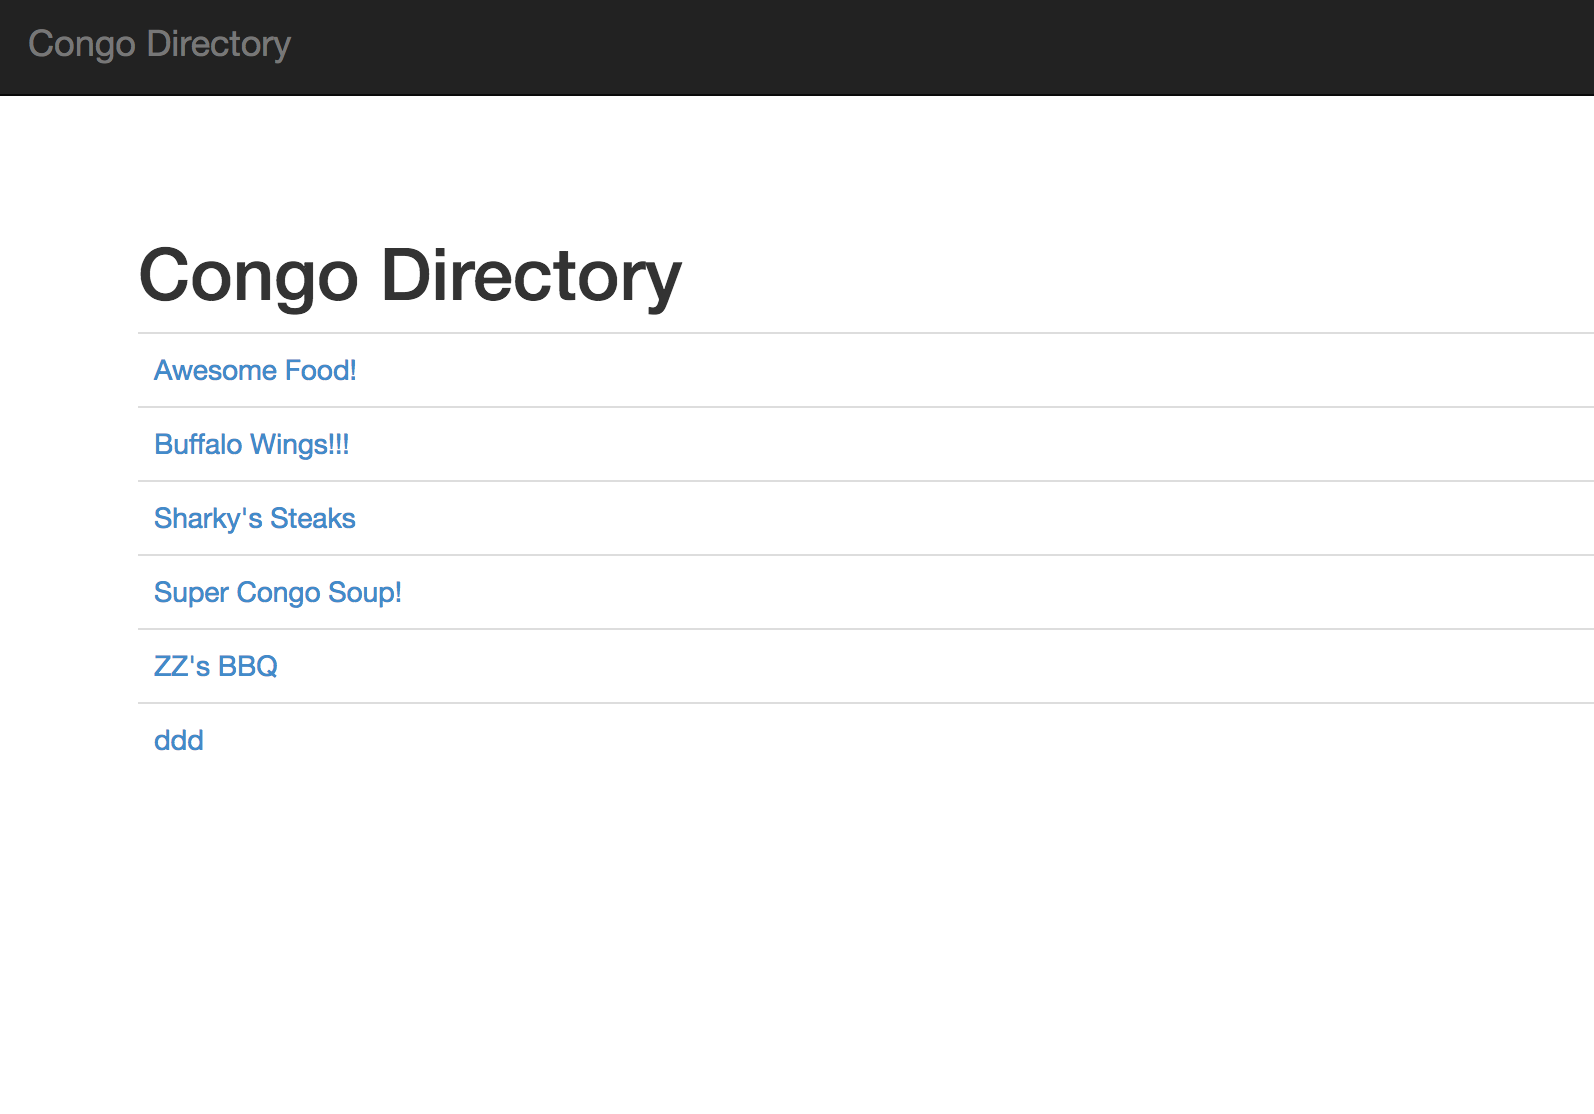 Congo Directory
Congo Directory
Awesome Food!
Buffalo Wings!!!
Sharky's Steaks
Super Congo Soup!
ZZ's BBQ
ddd